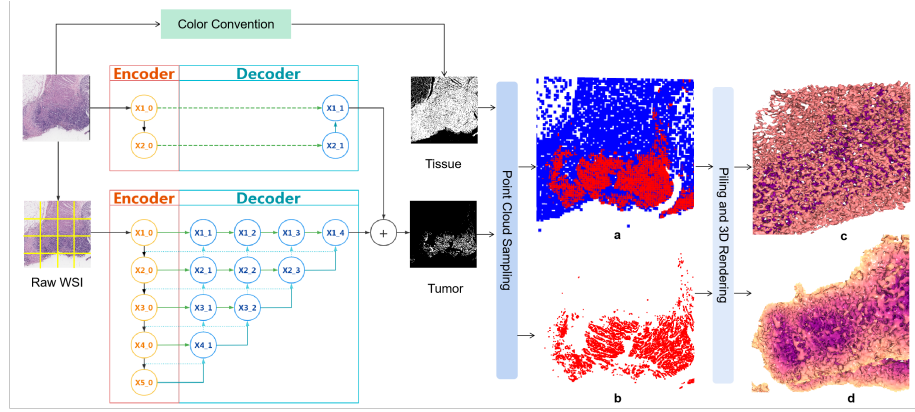 Color Convention
Encoder
Decoder
X1_0
X1_1
X2_0
X2_1
Tissue
Encoder
Decoder
X1_0
X1_1
X1_2
X1_3
X1_4
+
X2_0
X2_1
X2_2
X2_3
Raw WSI
Tumor
X3_0
X3_1
X3_2
X4_0
X4_1
X5_0
Point Cloud Sampling
a
b
Piling and 3D Rendering
c
d